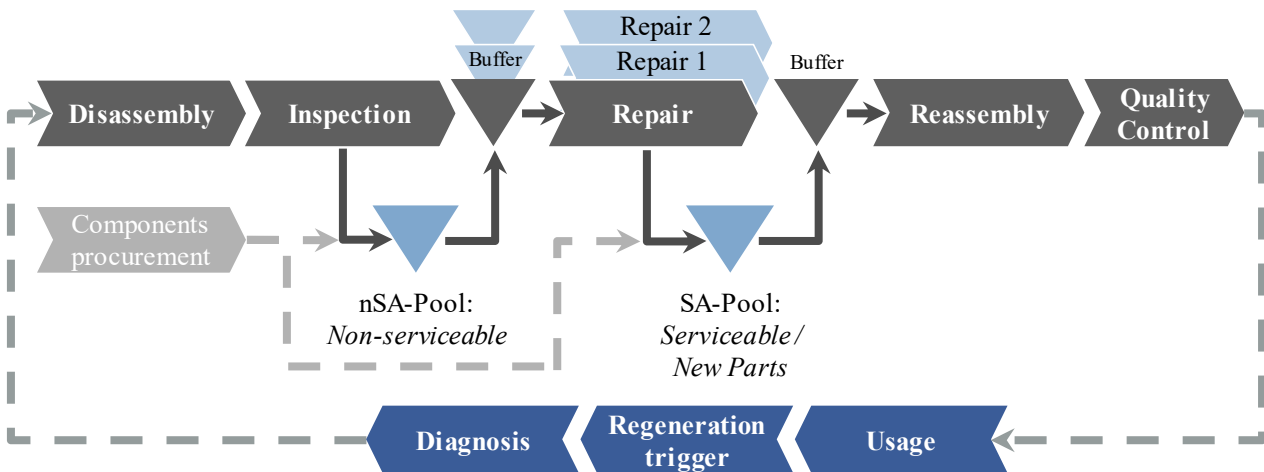 Repair 2
Buffer
Repair 1
Buffer
Disassembly
Inspection
Repair
Reassembly
Quality
Control
Components
procurement
nSA-Pool:
Non-serviceable
SA-Pool:
Serviceable /
New Parts
Diagnosis
Regeneration
trigger
Usage